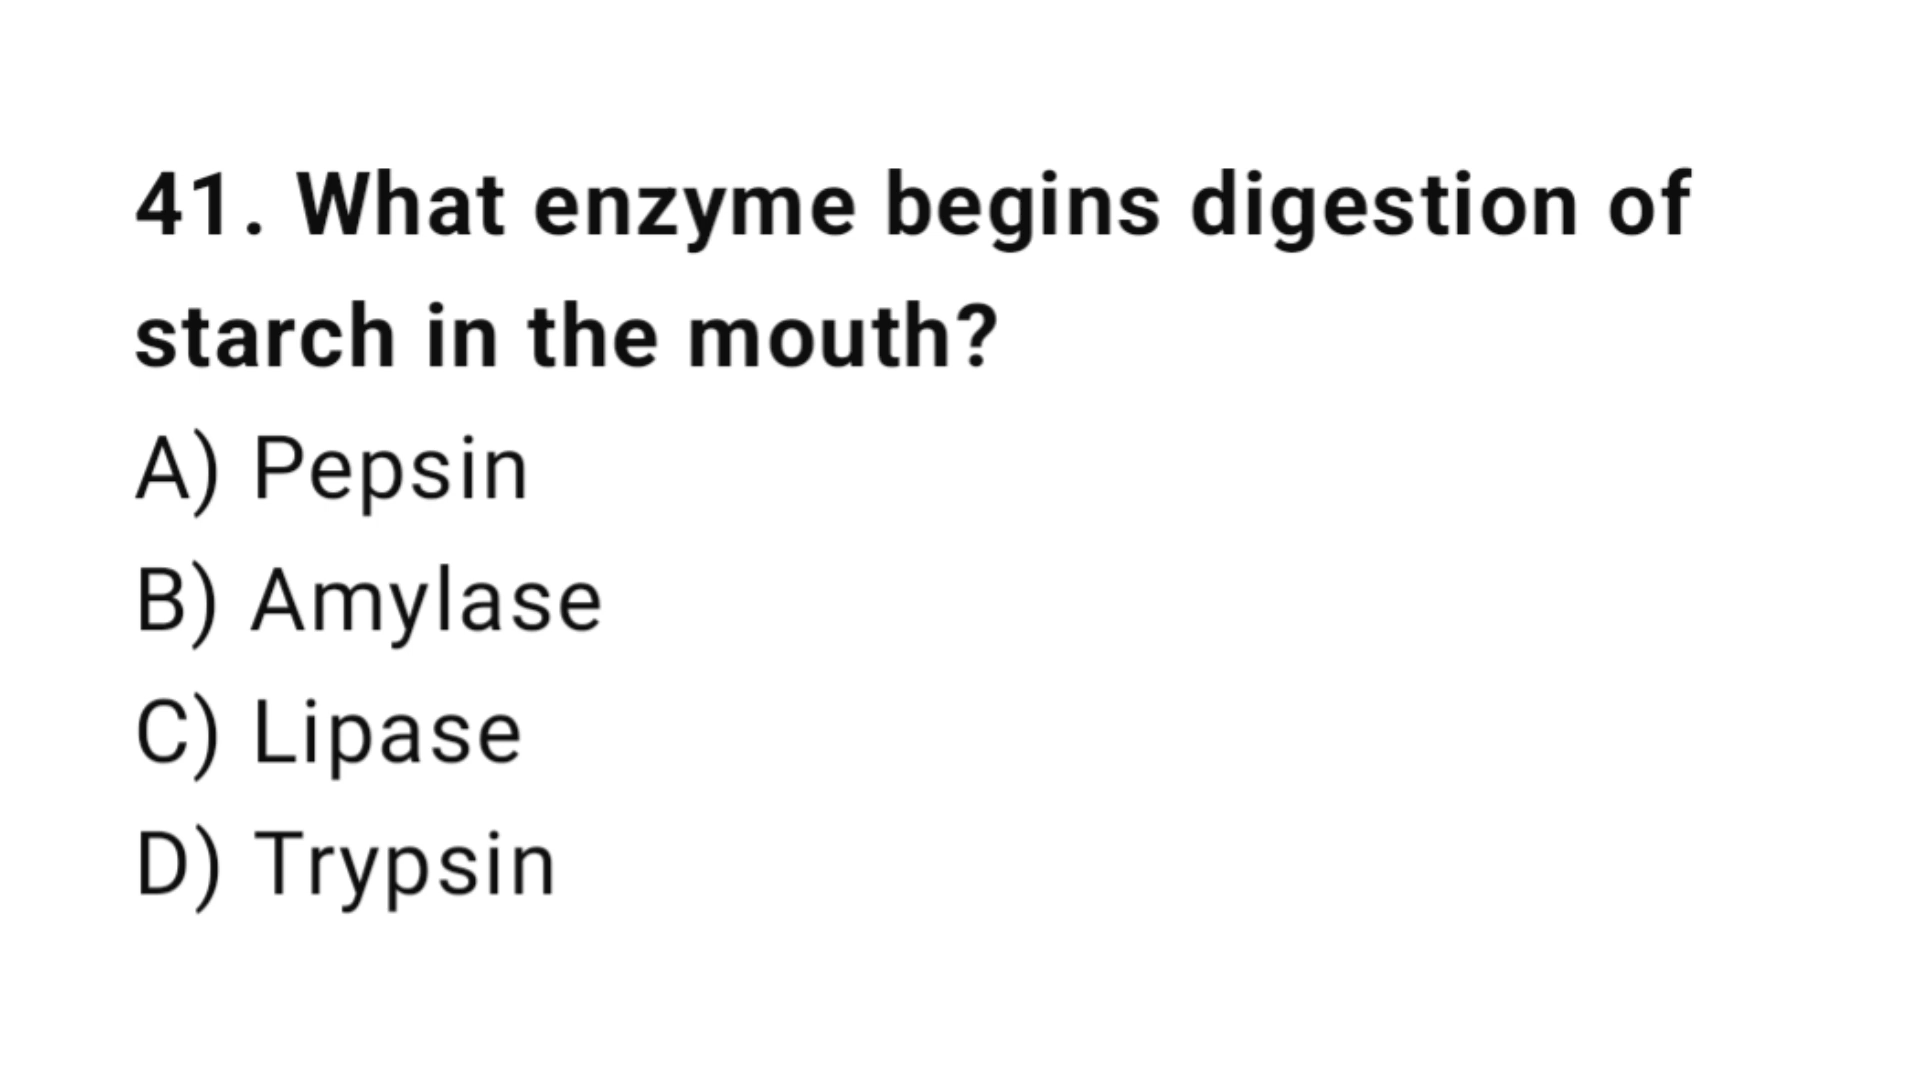 41. What enzyme begins digestion of
starch in the mouth?
A) Pepsin
B) Amylase
C) Lipase
D) Trypsin